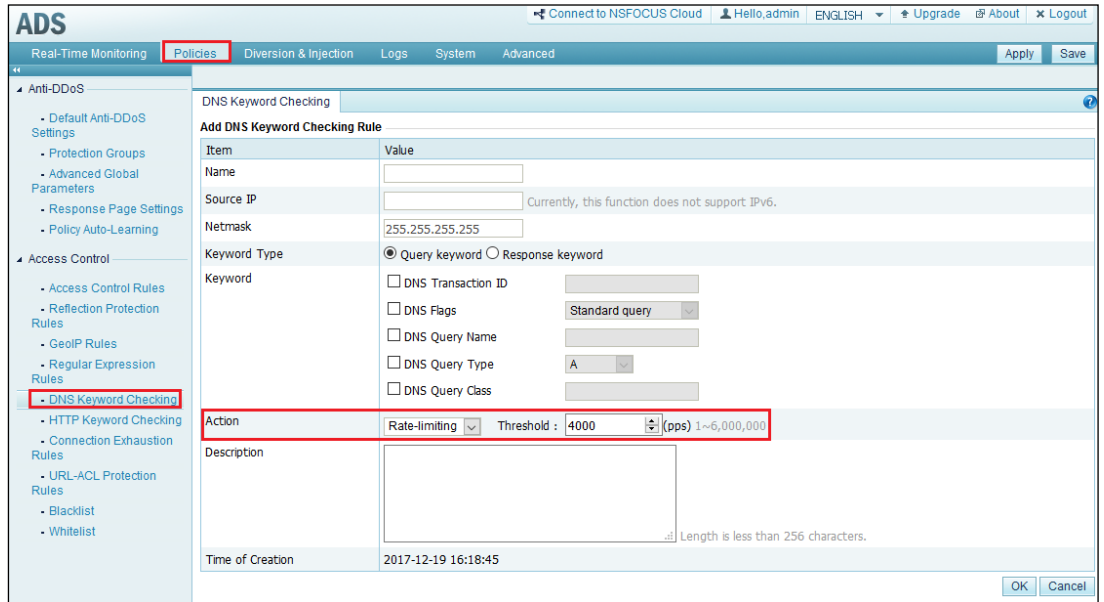 ADS
Connect to NSFOCUS Cloud Hello,admin ENGLISH Upgrade About Logout
Real-Time Monitoring Policies Diversion & Injection Logs System Advanced Apply Save
Anti-DDoS
Default Anti-DDoS
Settings
Protection Groups
Advanced Global
Parameters
Response Page Settings
Policy Auto-Learning
Access Control
Access Control Rules
Reflection Protection
Rules
GeoIP Rules
Regular Expression
Rules
DNS Keyword Checking
HTTP Keyword Checking
Connection Exhaustion
Rules
URL-ACL Protection
Rules
Blacklist
Whitelist
DNS Keyword Checking
Add DNS Keyword Checking Rule
Item Value
Name
Source IP Currently, this function does not support IPv6.
Netmask 255.255.255.255
Keyword Type Query keyword Response keyword
Keyword DNS Transaction ID
DNS Flags Standard query
DNS Query Name
DNS Query Type A
DNS Query Class
Action Rate-limiting Threshold : 4000 (pps) 1~6,000,000
Description
Length is less than 256 characters.
Time of Creation 2017-12-19 16:18:45
OK Cancel